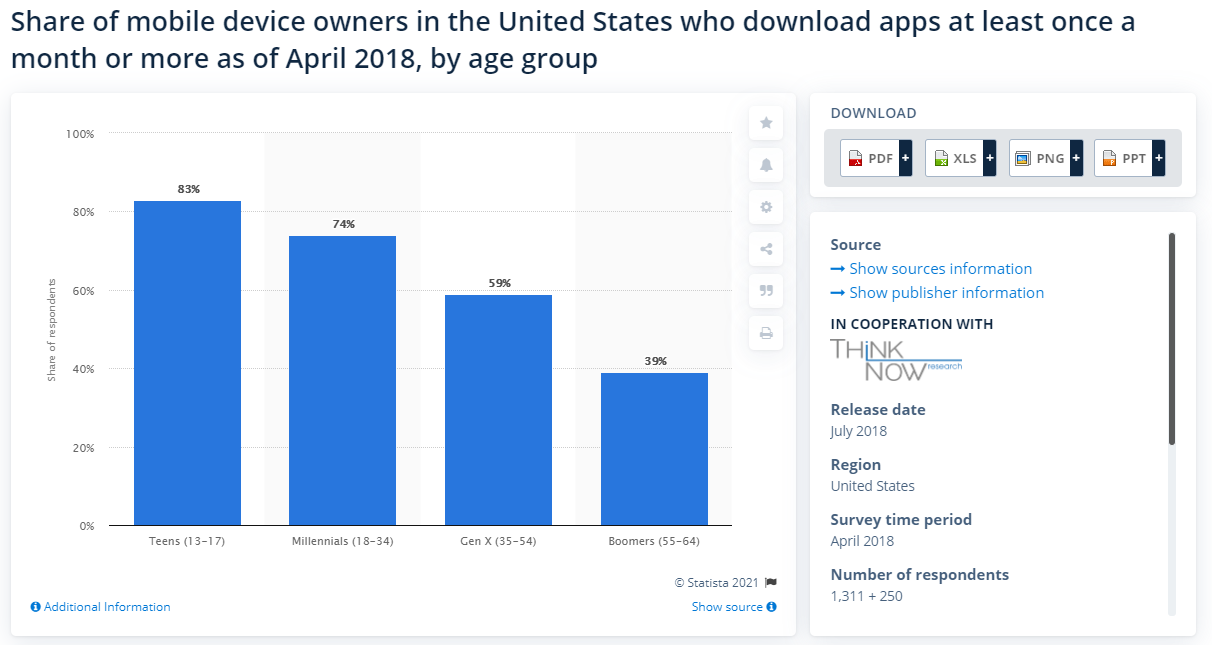 Share of mobile device owners in the United States who download apps at least once a
month or more as of April 2018, by age group
100%
80%
60%
40%
20%
0%
Share of respondents
83%
74%
59%
39%
Teens (13-17)
Millennials (18-34)
Gen X (35-54)
Boomers (55-64)
© Statista 2021
Additional Information
Show source
DOWNLOAD
PDF +
XLS +
PNG +
PPT +
Source
Show sources information
Show publisher information
IN COOPERATION WITH
THiNK
NOW research
Release date
July 2018
Region
United States
Survey time period
April 2018
Number of respondents
1,311 + 250